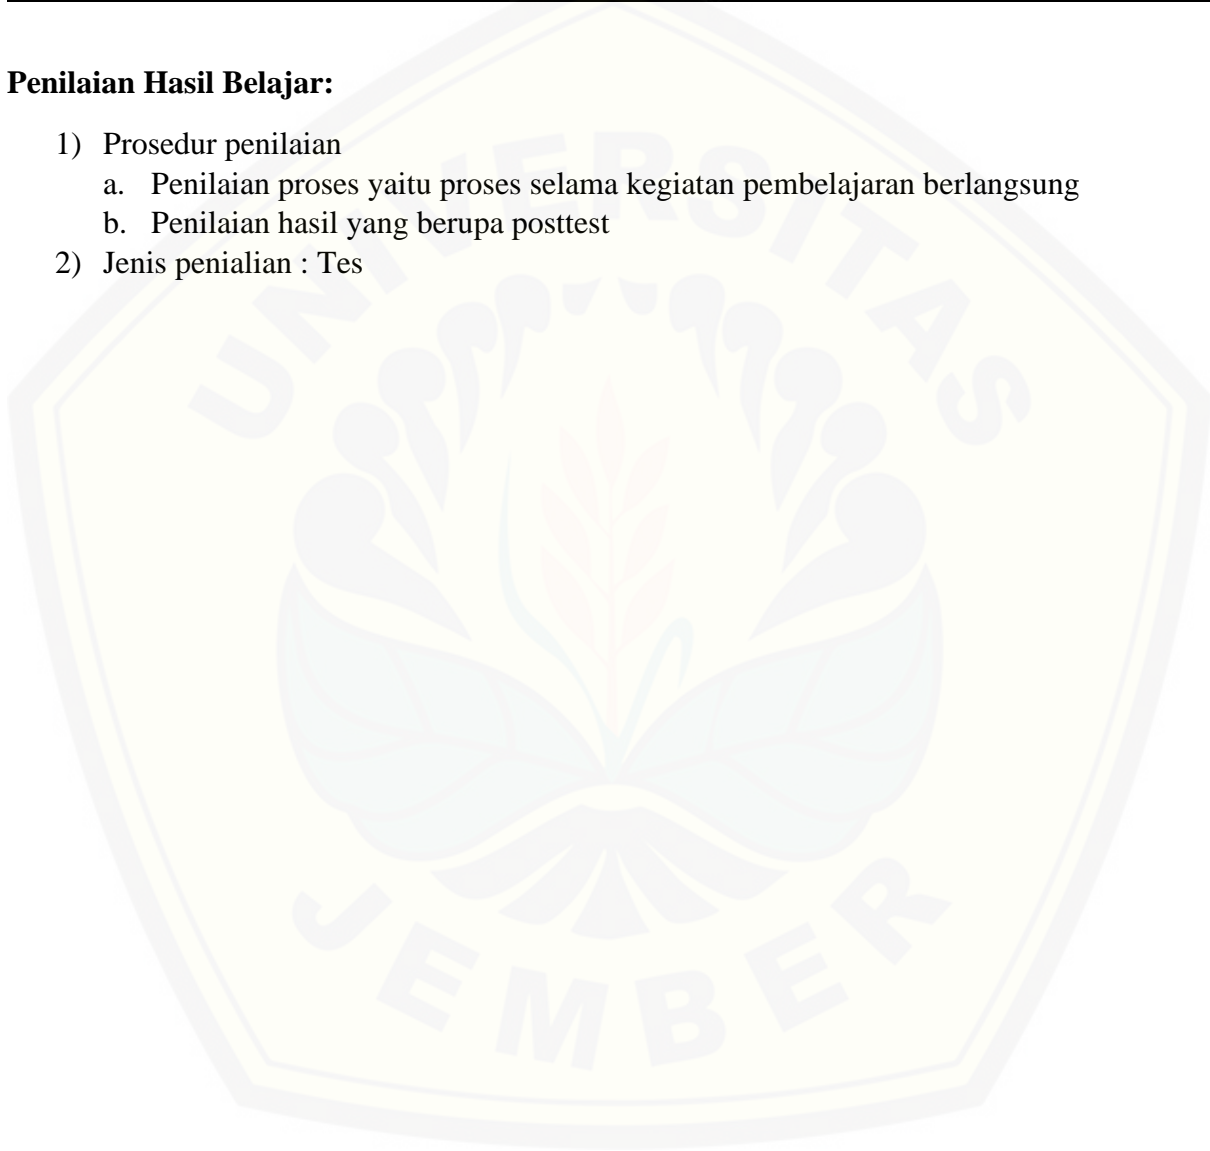 Penilaian Hasil Belajar:
1) Prosedur penilaian
a. Penilaian proses yaitu proses selama kegiatan pembelajaran berlangsung
b. Penilaian hasil yang berupa posttest
2) Jenis penialian : Tes
UNIVERSITAS
JEMBER